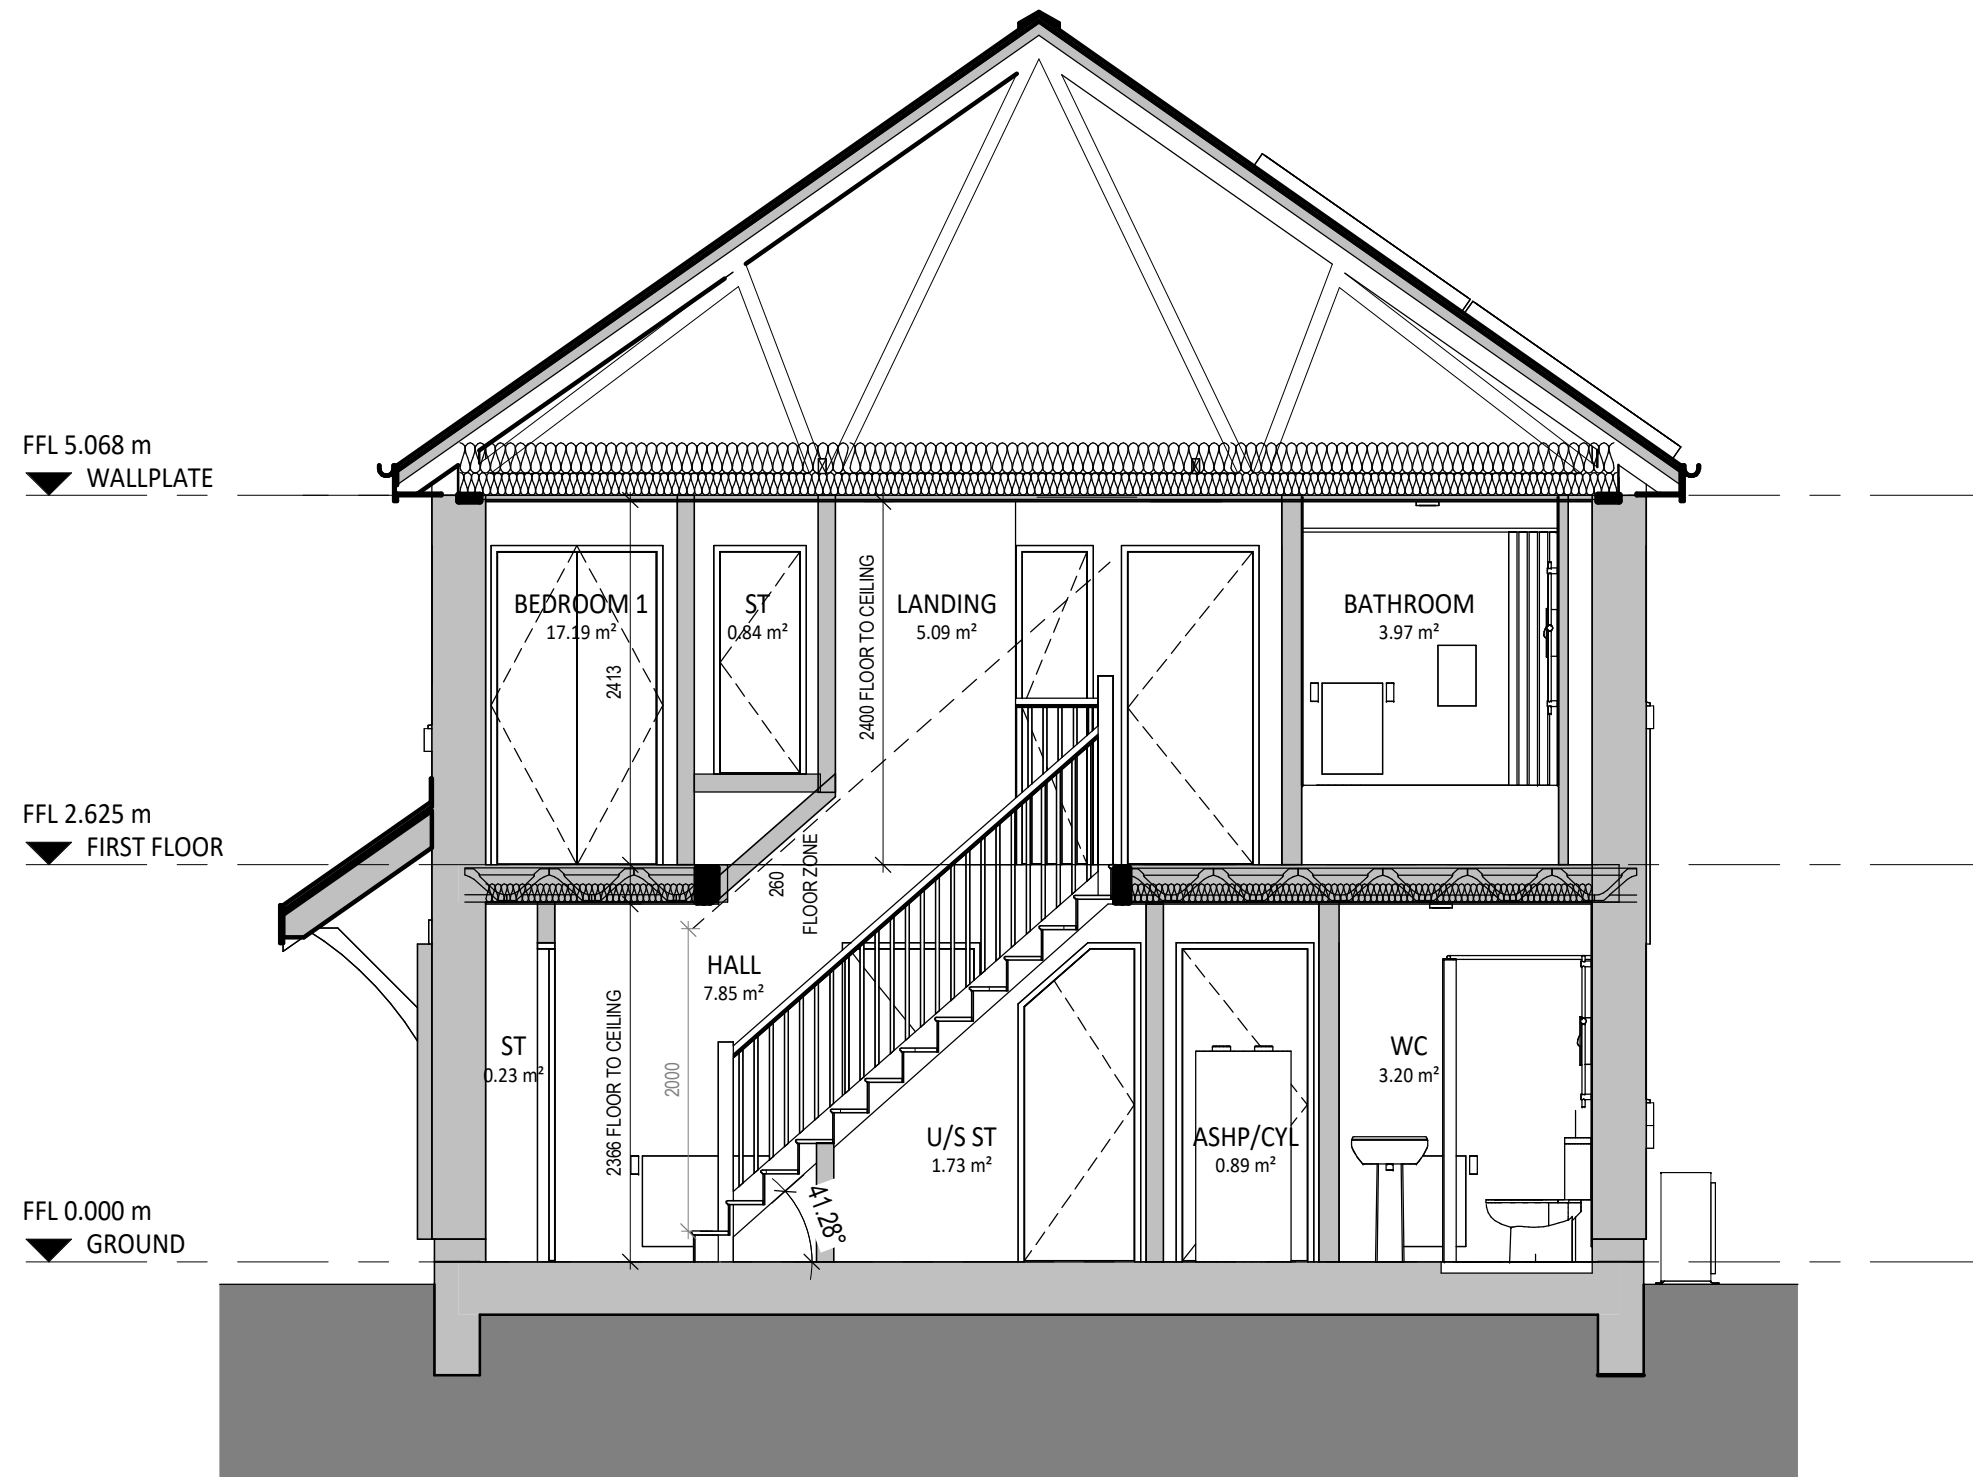 FFL 5.068 m
WALLPLATE
BEDROOM 1
17.19 m²
ST
0.84 m²
LANDING
5.09 m²
BATHROOM
3.97 m²
2413
2400 FLOOR TO CEILING
FFL 2.625 m
FIRST FLOOR
260
FLOOR ZONE
HALL
7.85 m²
ST
0.23 m²
2366 FLOOR TO CEILING
2000
WC
3.20 m²
U/S ST
1.73 m²
ASHP/CYL
0.89 m²
41.28°
FFL 0.000 m
GROUND